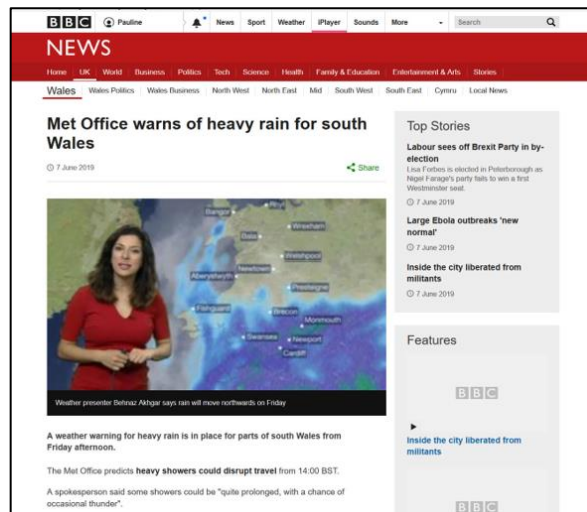 BBC Pauline News Sport Weather iPlayer Sounds More Search
NEWS
Home UK World Business Politics Tech Science Health Family & Education Entertainment & Arts Stories
Wales Wales Politics Wales Business North West North East Mid South West South East Cymru Local News
Met Office warns of heavy rain for south
Wales
7 June 2019 Share
Rhyl
Bangor
Wrexham
Bala
Welshpool
Newtown
Aberystwyth
Presteigne
Fishguard
Brecon
Monmouth
Swansea
Newport
Cardiff
Weather presenter Behnaz Akhgar says rain will move northwards on Friday
A weather warning for heavy rain is in place for parts of south Wales from
Friday afternoon.
The Met Office predicts heavy showers could disrupt travel from 14:00 BST.
A spokesperson said some showers could be "quite prolonged, with a chance of
occasional thunder".
Top Stories
Labour sees off Brexit Party in by-
election
Lisa Forbes is elected in Peterborough as
Nigel Farage's party fails to win a first
Westminster seat.
7 June 2019
Large Ebola outbreaks 'new
normal'
7 June 2019
Inside the city liberated from
militants
7 June 2019
Features
BBC
Inside the city liberated from
militants
BBC